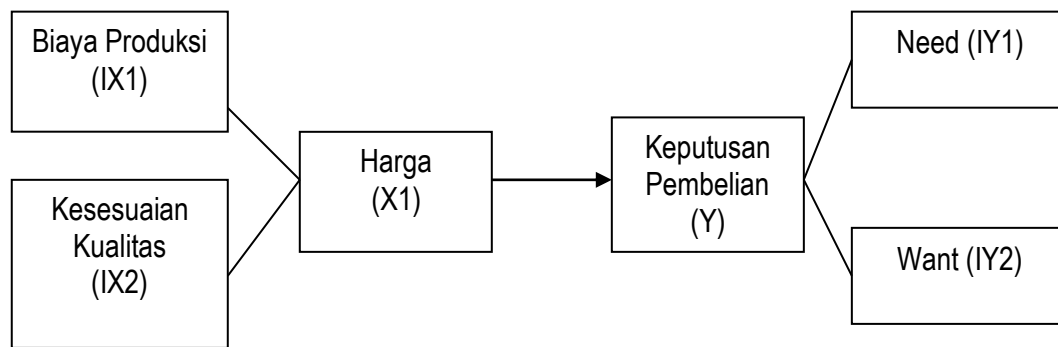 Biaya Produksi
(IX1)
Kesesuaian
Kualitas
(IX2)
Harga
(X1)
Keputusan
Pembelian
(Y)
Need (IY1)
Want (IY2)